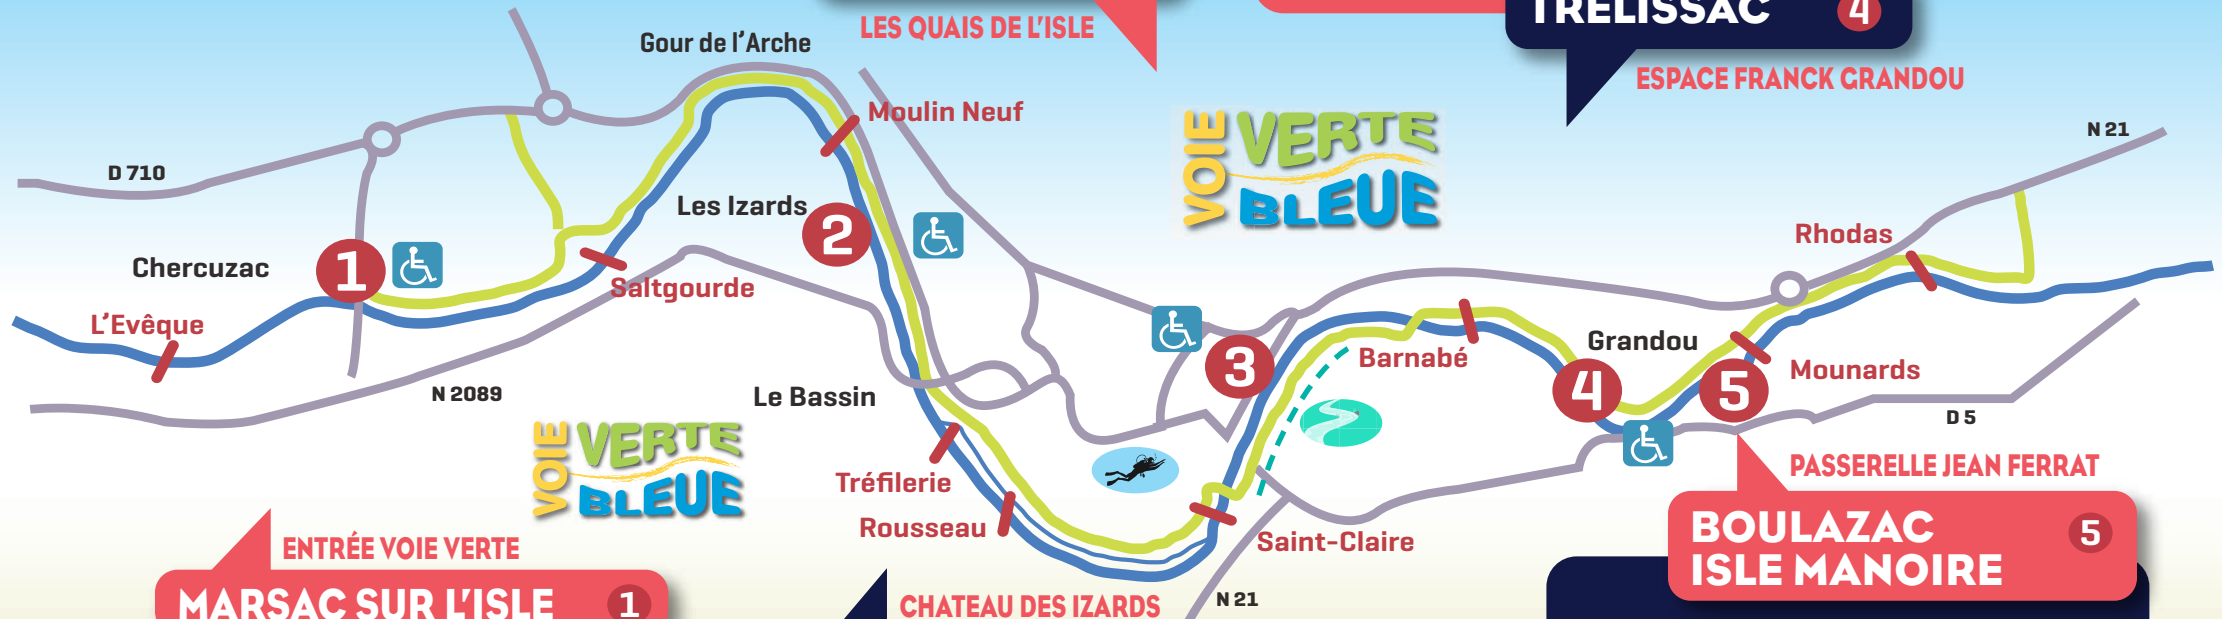 TRELISSAC 4
LES QUAIS DE L'ISLE
Gour de l'Arche
ESPACE FRANCK GRANDOU
Moulin Neuf
VOIE VERTE BLEUE
N 21
D 710
Les Izards
2
Rhodas
Chercuzac
1
Saltgourde
L'Evêque
3
Barnabé
Grandou
4
5
Mounards
N 2089
Le Bassin
D 5
VOIE VERTE BLEUE
Tréfilerie
Rousseau
Saint-Claire
PASSERELLE JEAN FERRAT
BOULAZAC 5
ISLE MANOIRE
ENTRÉE VOIE VERTE
MARSAC SUR L'ISLE 1
CHATEAU DES IZARDS
N 21